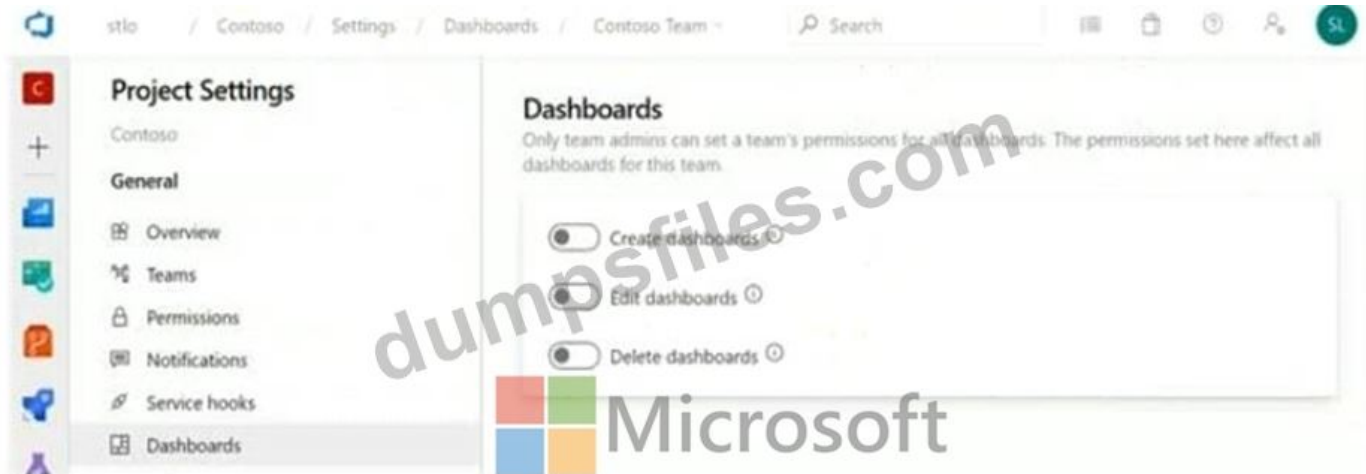 stlo / Contoso / Settings / Dashboards / Contoso Team Search SL
C
Project Settings
Contoso
General
Overview
Teams
Permissions
Notifications
Service hooks
Dashboards
Dashboards
Only team admins can set a team's permissions for all dashboards. The permissions set here affect all
dashboards for this team.
Create dashboards
Edit dashboards
Delete dashboards
dumpsfiles.com
Microsoft